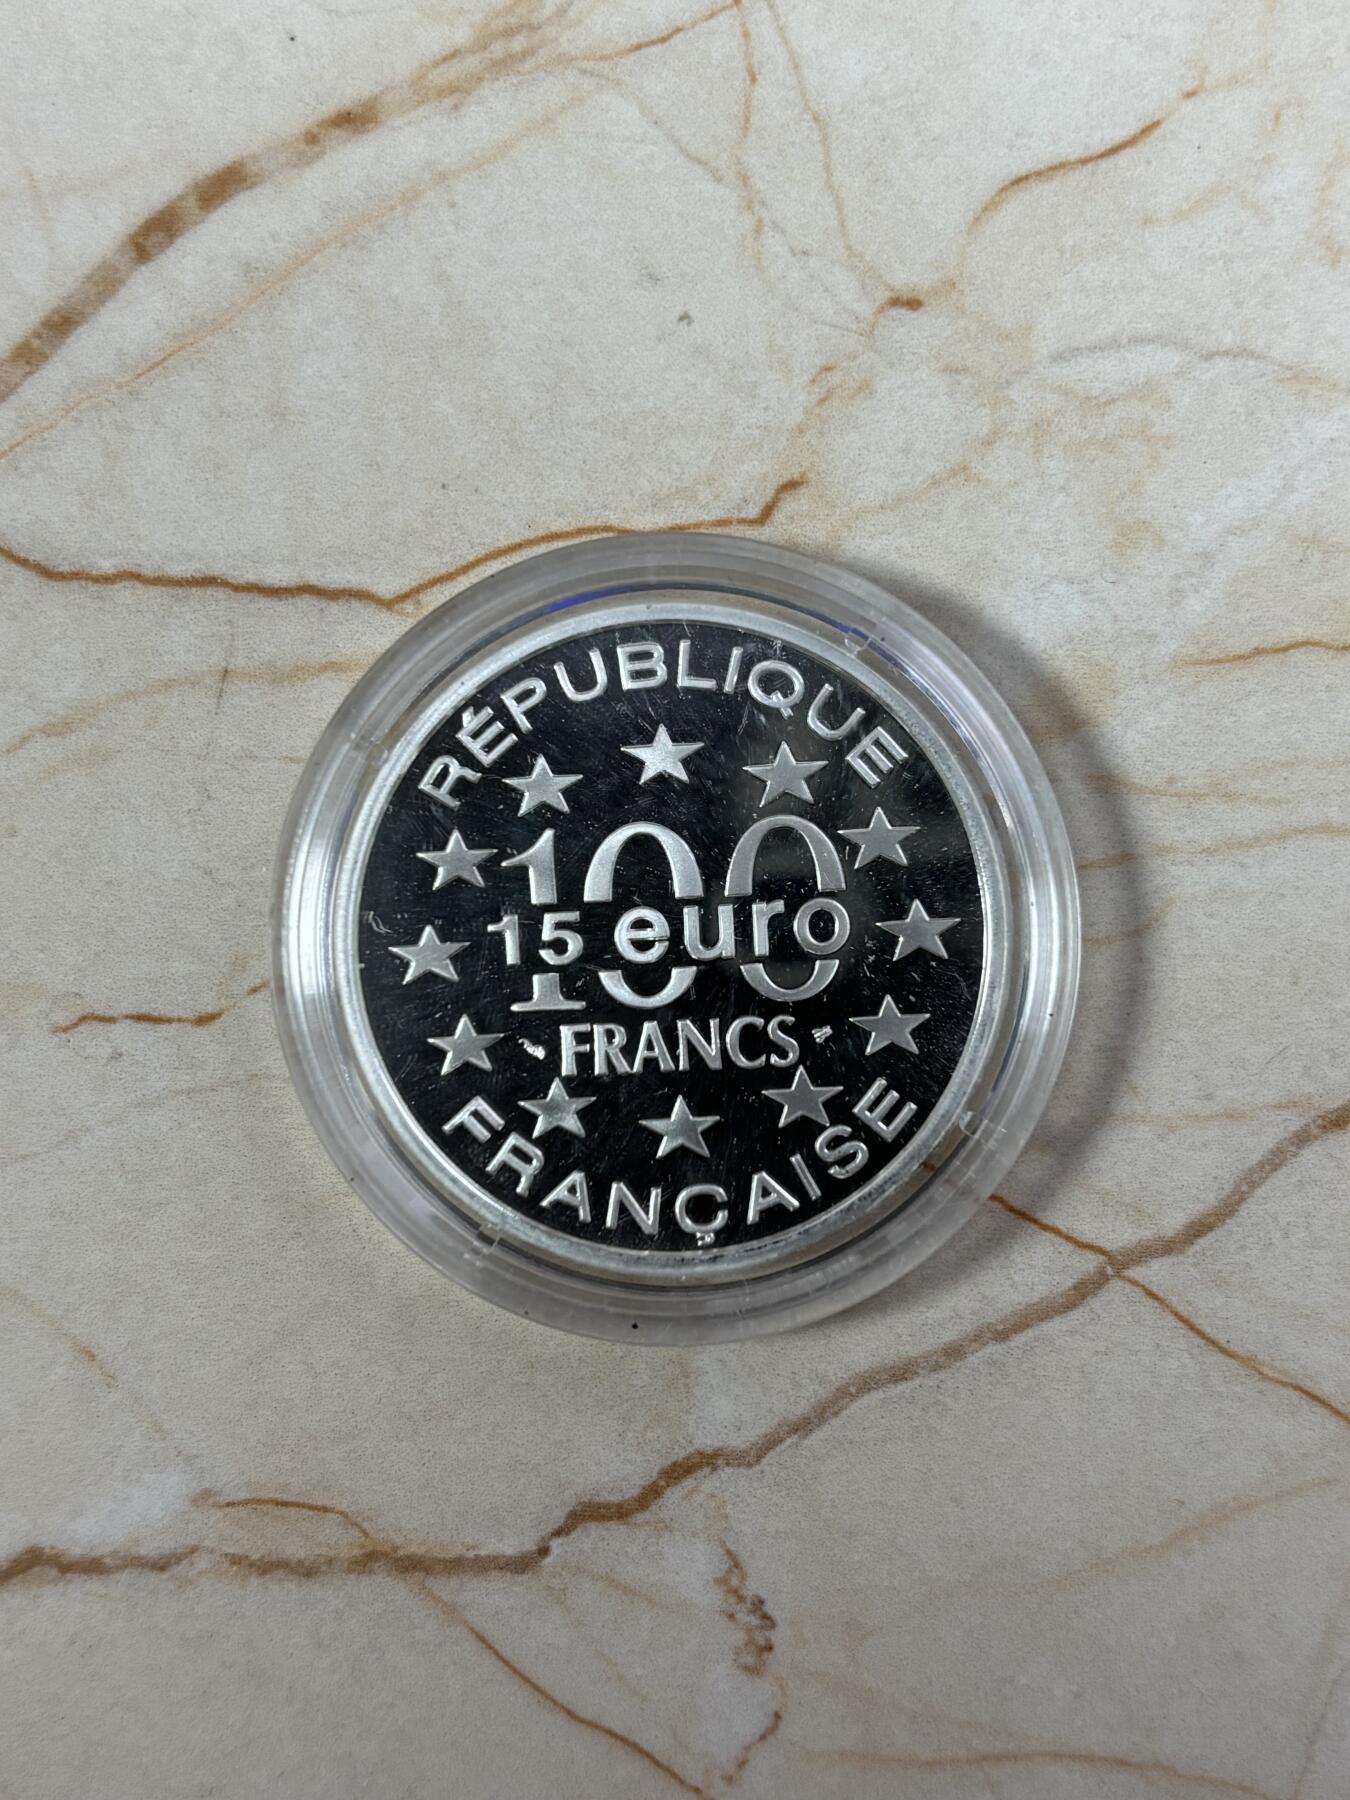 RÉPUBLIQUE
100
15 euro
FRANCS
FRANÇAISE